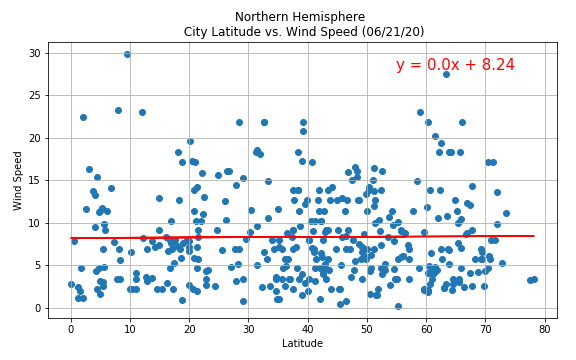 Northern Hemisphere
City Latitude vs. Wind Speed (06/21/20)
y = 0.0x + 8.24
30
25
20
15
10
5
0
Wind Speed
0 10 20 30 40 50 60 70 80
Latitude